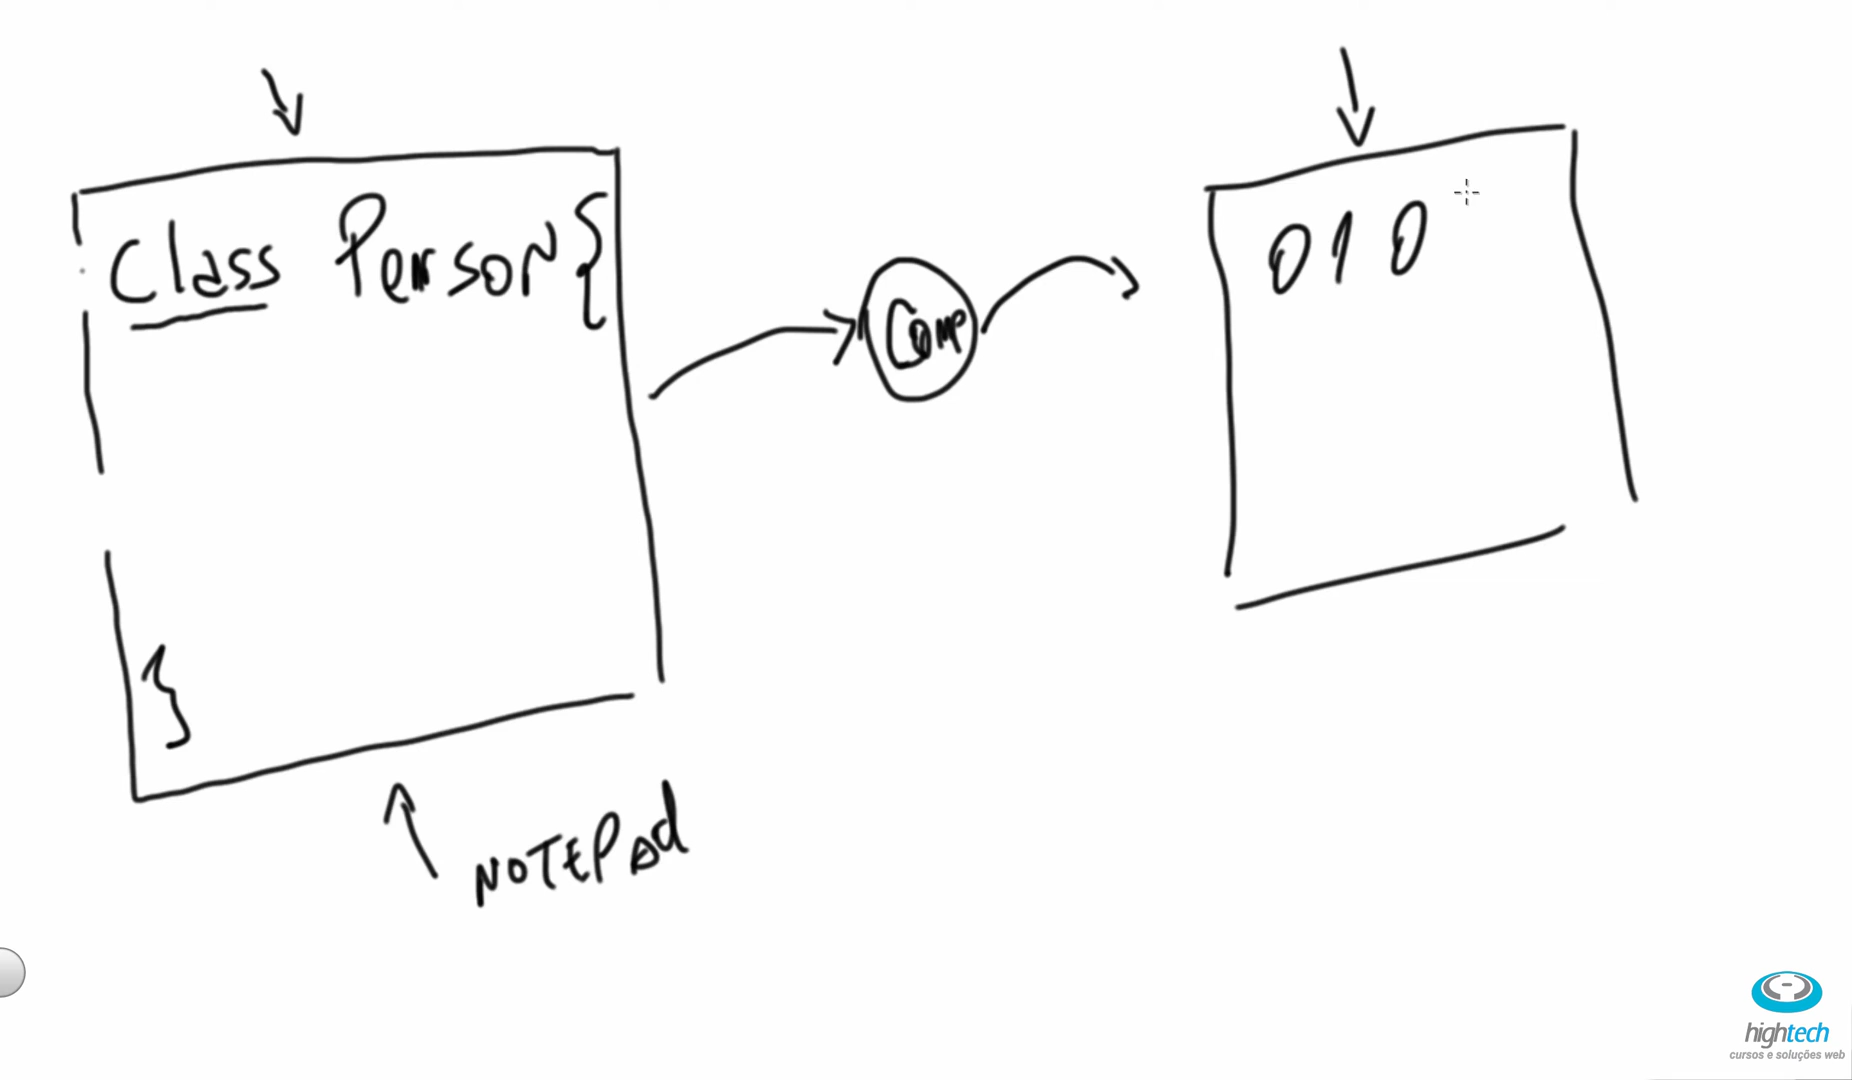 Class Person {
}
NOTEPad
Comp
010
hightech
cursos e soluções web